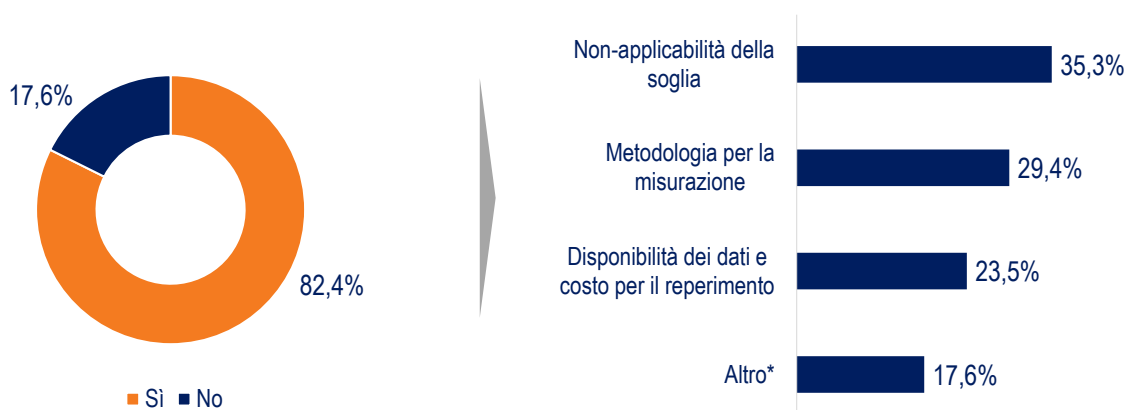 17,6%
82,4%
Sì
No
Non-applicabilità della
soglia
35,3%
Metodologia per la
misurazione
29,4%
Disponibilità dei dati e
costo per il reperimento
23,5%
Altro*
17,6%